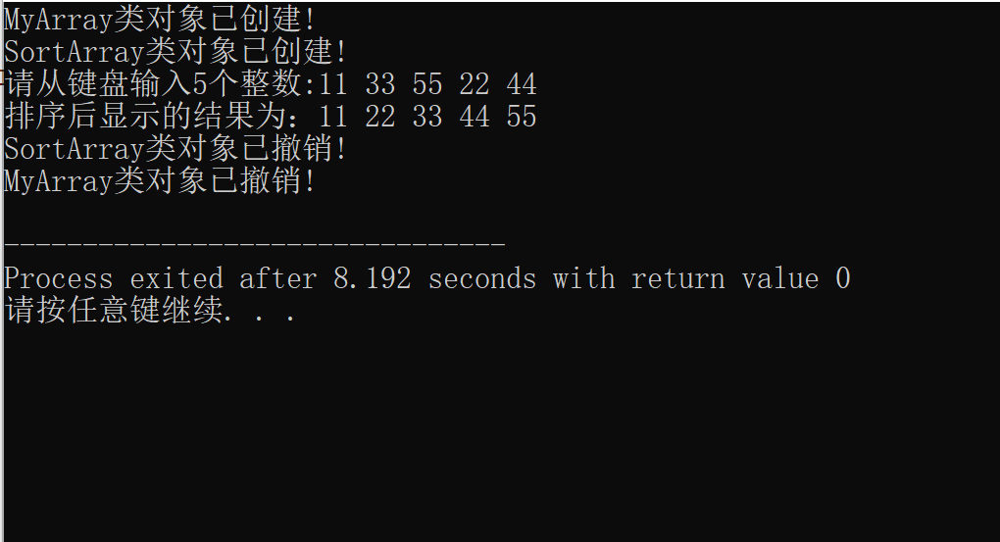 MyArray类对象已创建!
SortArray类对象已创建!
请从键盘输入5个整数:11 33 55 22 44
排序后显示的结果为：11 22 33 44 55
SortArray类对象已撤销!
MyArray类对象已撤销!
--------------------------------
Process exited after 8.192 seconds with return value 0
请按任意键继续. . .